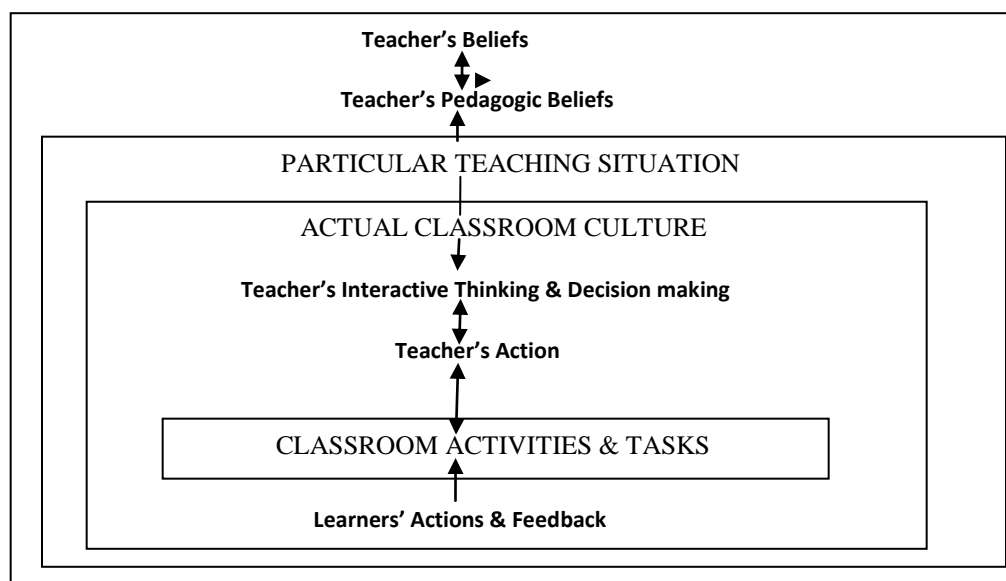 Teacher’s Beliefs
Teacher’s Pedagogic Beliefs
PARTICULAR TEACHING SITUATION
ACTUAL CLASSROOM CULTURE
Teacher’s Interactive Thinking & Decision making
Teacher’s Action
CLASSROOM ACTIVITIES & TASKS
Learners’ Actions & Feedback